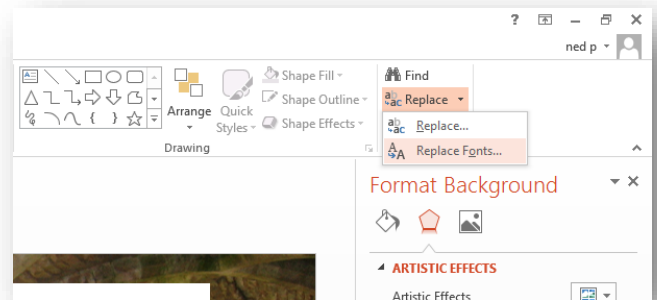 ?
ned p
Shape Fill
Find
Shape Outline
Replace
Arrange
Quick Styles
Shape Effects
Replace...
Drawing
Replace Fonts...
Format Background
ARTISTIC EFFECTS
Artistic Effects